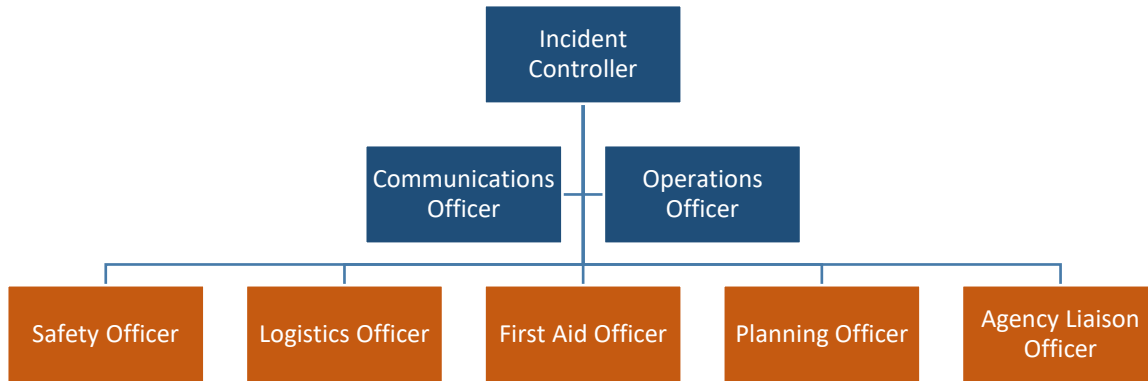 Incident
Controller
Communications
Officer
Operations
Officer
Safety Officer
Logistics Officer
First Aid Officer
Planning Officer
Agency Liaison
Officer